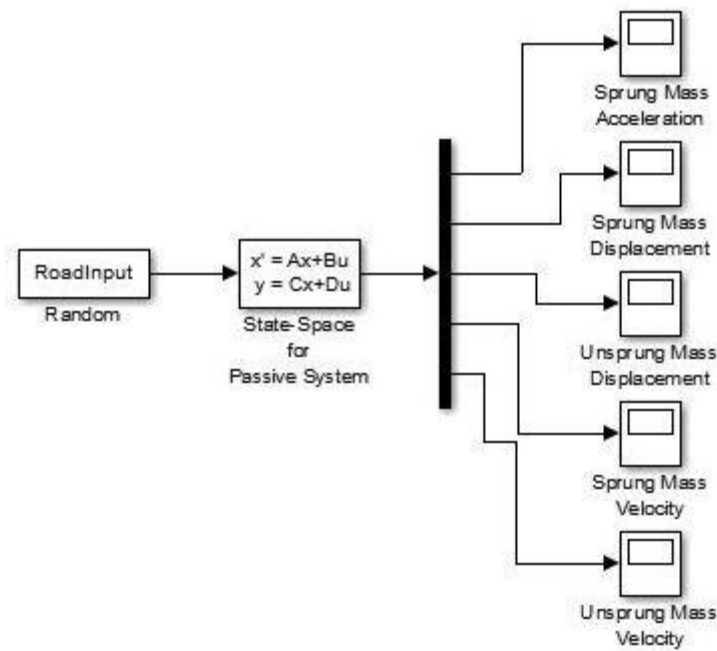 RoadInput
Random
x' = Ax+Bu
y = Cx+Du
State-Space
for
Passive System
Sprung Mass
Acceleration
Sprung Mass
Displacement
Unsprung Mass
Displacement
Sprung Mass
Velocity
Unsprung Mass
Velocity